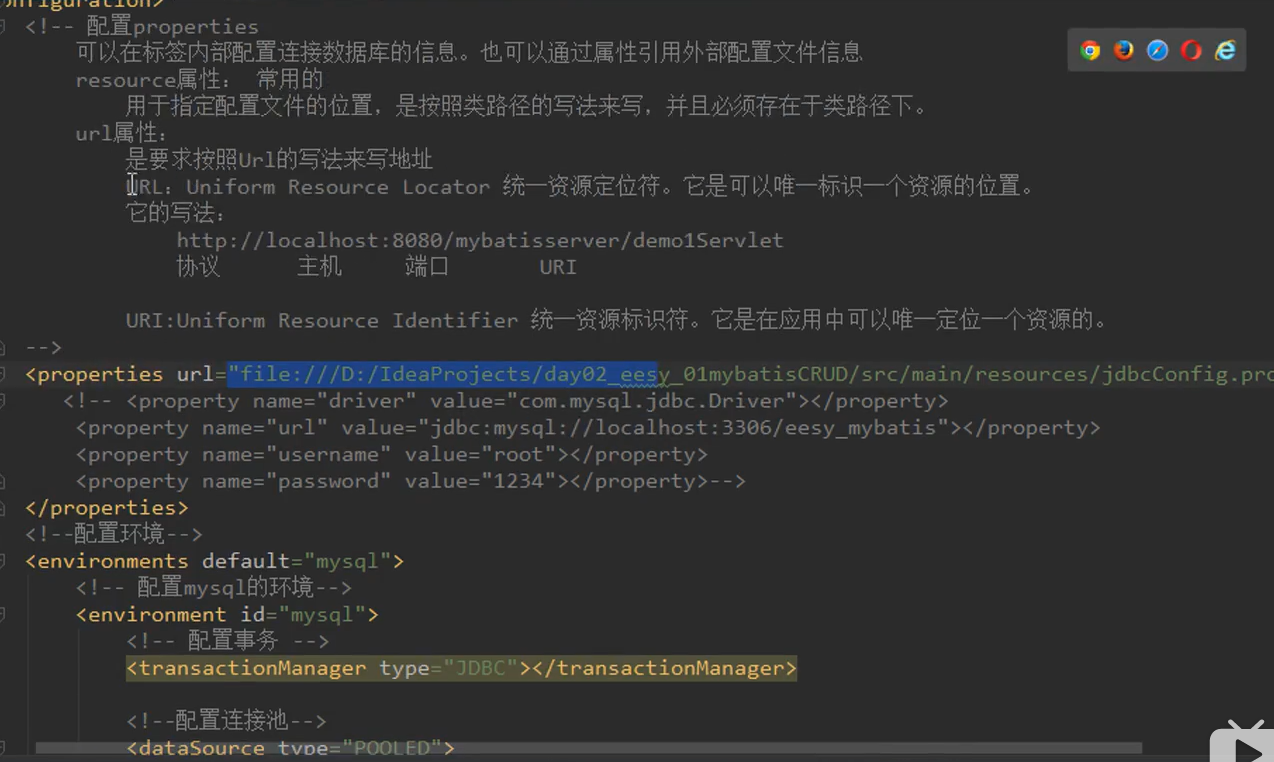 onfiguration>
<!-- 配置properties
可以在标签内部配置连接数据库的信息。也可以通过属性引用外部配置文件信息
resource属性： 常用的
用于指定配置文件的位置，是按照类路径的写法来写，并且必须存在于类路径下。
url属性：
是要求按照Url的写法来写地址
URL：Uniform Resource Locator 统一资源定位符。它是可以唯一标识一个资源的位置。
它的写法：
http://localhost:8080/mybatisserver/demo1Servlet
协议 主机 端口 URI
URI:Uniform Resource Identifier 统一资源标识符。它是在应用中可以唯一定位一个资源的。
-->
<properties url="file:///D:/IdeaProjects/day02_eesy_01mybatisCRUD/src/main/resources/jdbcConfig.pro
<!-- <property name="driver" value="com.mysql.jdbc.Driver"></property>
<property name="url" value="jdbc:mysql://localhost:3306/eesy_mybatis"></property>
<property name="username" value="root"></property>
<property name="password" value="1234"></property>-->
</properties>
<!--配置环境-->
<environments default="mysql">
<!-- 配置mysql的环境-->
<environment id="mysql">
<!-- 配置事务 -->
<transactionManager type="JDBC"></transactionManager>
<!--配置连接池-->
<dataSource type="POOLED">